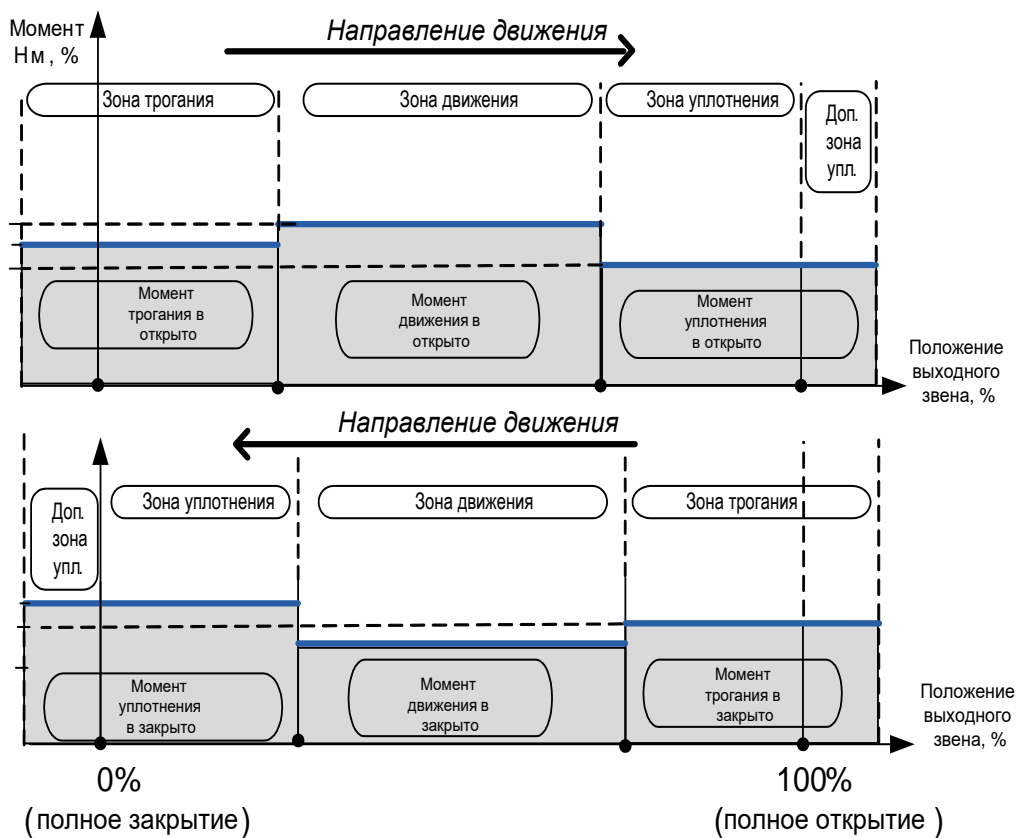 Момент
Нм, %
Направление движения
Зона трогания
Зона движения
Зона уплотнения
Доп.
зона
упл.
Момент
трогания в
открыто
Момент
движения в
открыто
Момент
уплотнения
в открыто
Положение
выходного
звена, %
Направление движения
Доп.
зона
упл.
Зона уплотнения
Зона движения
Зона трогания
Момент
уплотнения
в закрыто
Момент
движения в
закрыто
Момент
трогания в
закрыто
Положение
выходного
звена, %
0%
(полное закрытие)
100%
(полное открытие )